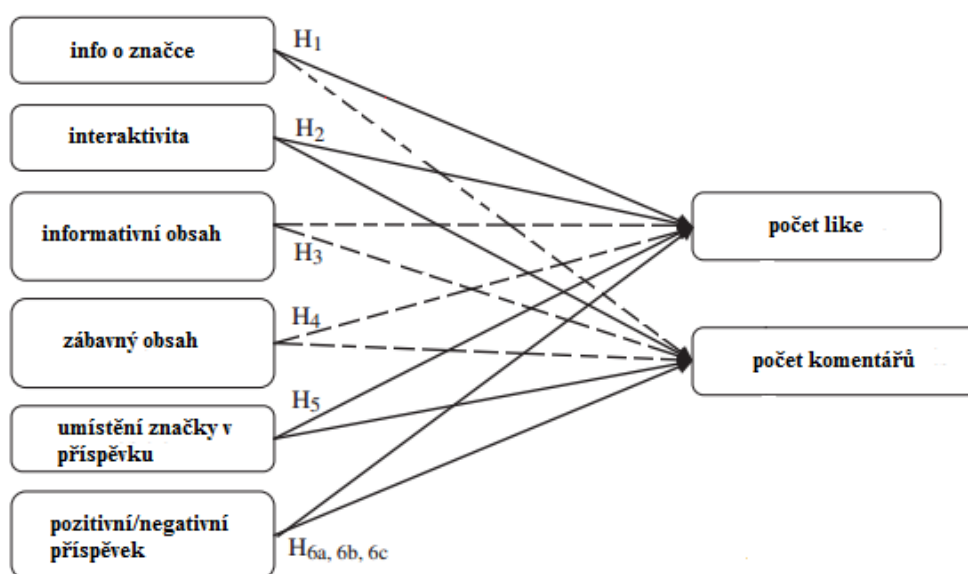 info o značce
H1
interaktivita
H2
informativní obsah
H3
počet like
zábavný obsah
H4
počet komentářů
umístění značky v
příspěvku
H5
pozitivní/negativní
příspěvek
H6a, 6b, 6c